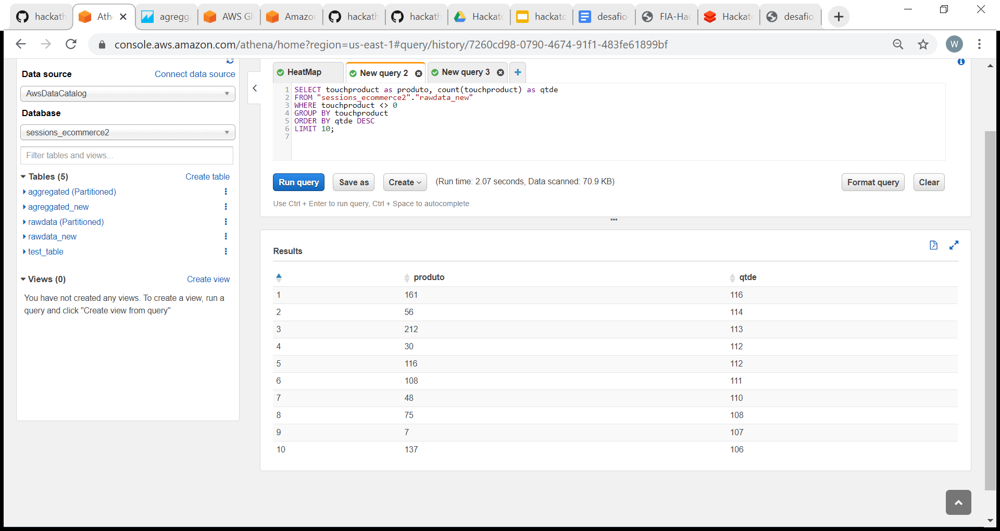 hackath
Ath
agregga
AWS Gl
Amazon
hackath
hackath
Hackato
hackato
desafio
FIA-Hac
Hackat
desafio
console.aws.amazon.com/athena/home?region=us-east-1#query/history/7260cd98-0790-4674-91f1-483fe61899bf
W
Data source
Connect data source
AwsDataCatalog
Database
sessions_ecommerce2
Filter tables and views...
Tables (5)
Create table
aggregated (Partitioned)
agreggated_new
rawdata (Partitioned)
rawdata_new
test_table
Views (0)
Create view
You have not created any views. To create a view, run a
query and click "Create view from query"
HeatMap
New query 2
New query 3
1 SELECT touchproduct as produto, count(touchproduct) as qtde
2 FROM "sessions_ecommerce2"."rawdata_new"
3 WHERE touchproduct <> 0
4 GROUP BY touchproduct
5 ORDER BY qtde DESC
6 LIMIT 10;
7
Run query
Save as
Create
(Run time: 2.07 seconds, Data scanned: 70.9 KB)
Format query
Clear
Use Ctrl + Enter to run query, Ctrl + Space to autocomplete
Results
produto qtde
1 161 116
2 56 114
3 212 113
4 30 112
5 116 112
6 108 111
7 48 110
8 75 108
9 7 107
10 137 106